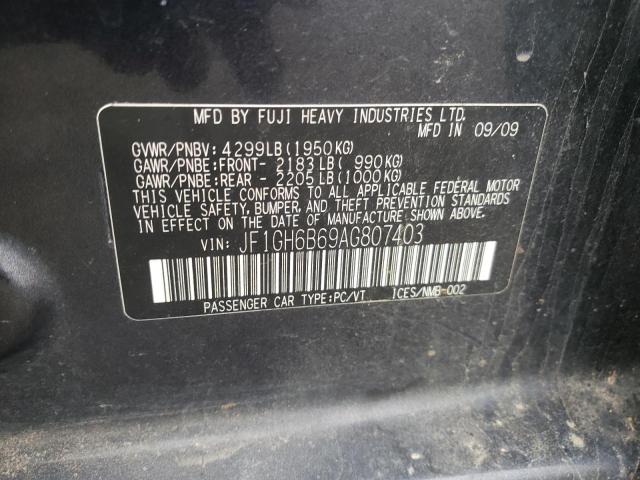 MFD BY FUJI HEAVY INDUSTRIES LTD.
MFD IN 09/09
GVWR/PNBV: 4299LB(1950KG)
GAWR/PNBE:FRONT- 2183LB( 990KG)
GAWR/PNBE:REAR - 2205LB(1000KG)
THIS VEHICLE CONFORMS TO ALL APPLICABLE FEDERAL MOTOR
VEHICLE SAFETY, BUMPER, AND THEFT PREVENTION STANDARDS
IN EFFECT ON THE DATE OF MANUFACTURE SHOWN ABOVE.
VIN: JF1GH6B69AG807403
PASSENGER CAR TYPE:PC/VT ICES/NMB-002